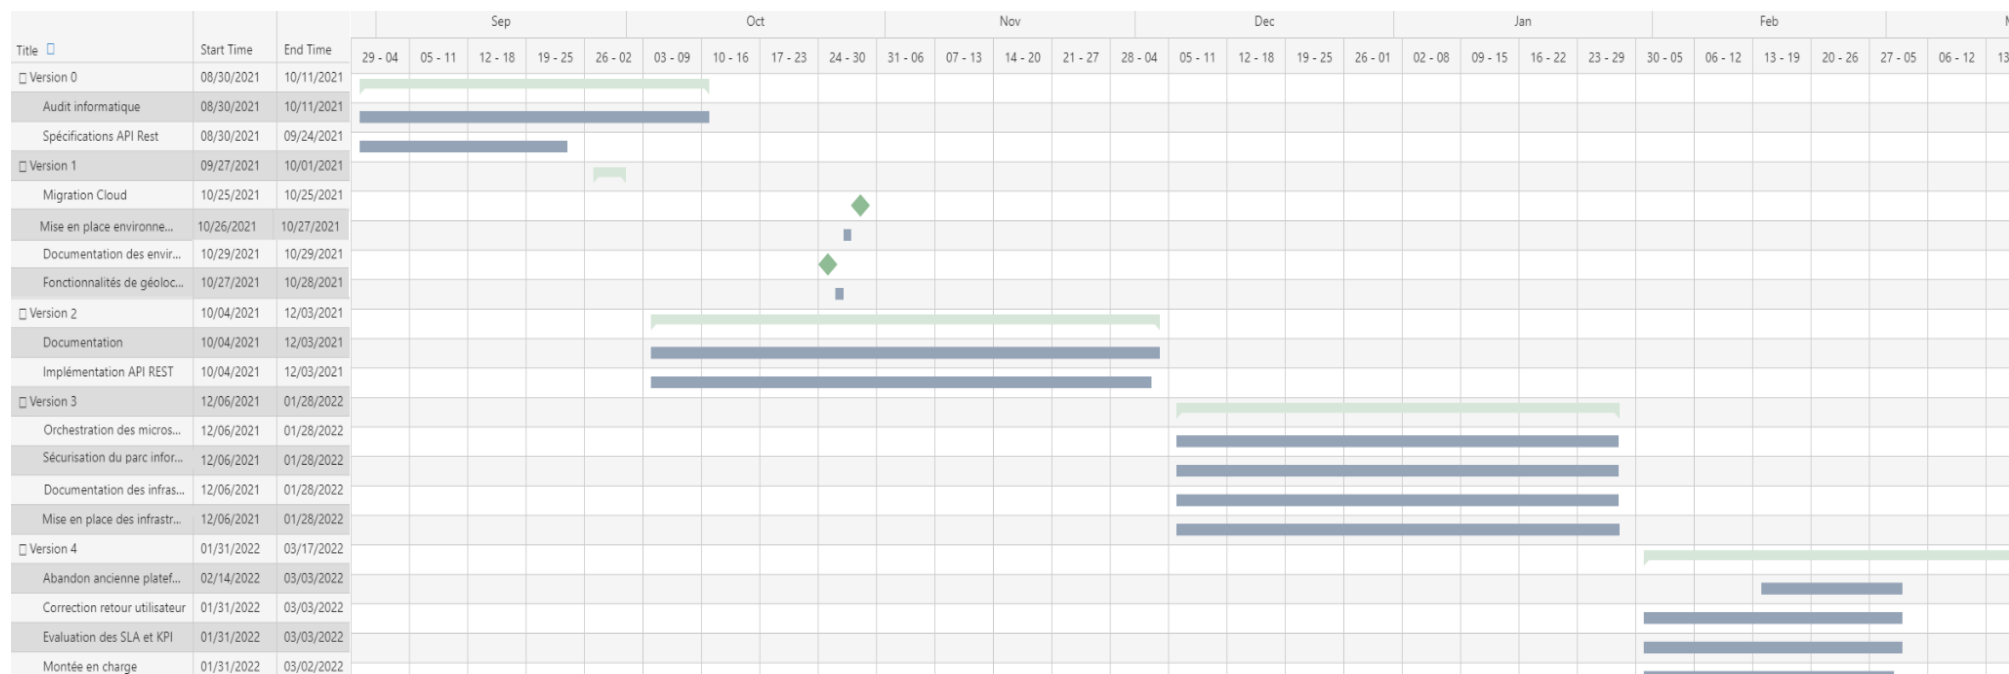 Sep Oct Nov Dec Jan Feb M
Title Start Time End Time 29 - 04 05 - 11 12 - 18 19 - 25 26 - 02 03 - 09 10 - 16 17 - 23 24 - 30 31 - 06 07 - 13 14 - 20 21 - 27 28 - 04 05 - 11 12 - 18 19 - 25 26 - 01 02 - 08 09 - 15 16 - 22 23 - 29 30 - 05 06 - 12 13 - 19 20 - 26 27 - 05 06 - 12 13
Version 0 08/30/2021 10/11/2021
Audit informatique 08/30/2021 10/11/2021
Spécifications API Rest 08/30/2021 09/24/2021
Version 1 09/27/2021 10/01/2021
Migration Cloud 10/25/2021 10/25/2021
Mise en place environne... 10/26/2021 10/27/2021
Documentation des envir... 10/29/2021 10/29/2021
Fonctionnalités de géoloc... 10/27/2021 10/28/2021
Version 2 10/04/2021 12/03/2021
Documentation 10/04/2021 12/03/2021
Implémentation API REST 10/04/2021 12/03/2021
Version 3 12/06/2021 01/28/2022
Orchestration des micros... 12/06/2021 01/28/2022
Sécurisation du parc infor... 12/06/2021 01/28/2022
Documentation des infras... 12/06/2021 01/28/2022
Mise en place des infrastr... 12/06/2021 01/28/2022
Version 4 01/31/2022 03/17/2022
Abandon ancienne platef... 02/14/2022 03/03/2022
Correction retour utilisateur 01/31/2022 03/03/2022
Evaluation des SLA et KPI 01/31/2022 03/03/2022
Montée en charge 01/31/2022 03/02/2022